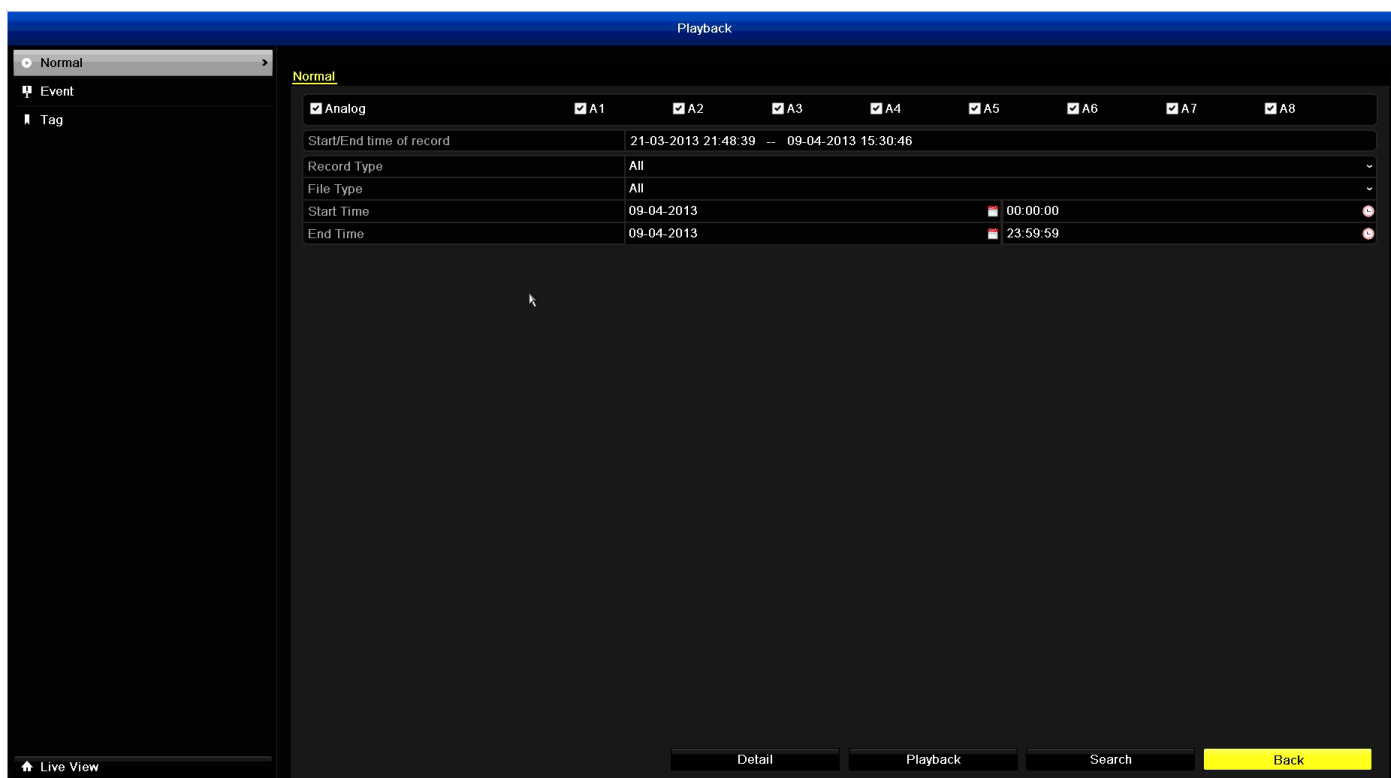 Playback
Normal
Event
Tag
Live View
Normal
Analog A1 A2 A3 A4 A5 A6 A7 A8
Start/End time of record 21-03-2013 21:48:39 -- 09-04-2013 15:30:46
Record Type All
File Type All
Start Time 09-04-2013 00:00:00
End Time 09-04-2013 23:59:59
Detail Playback Search Back